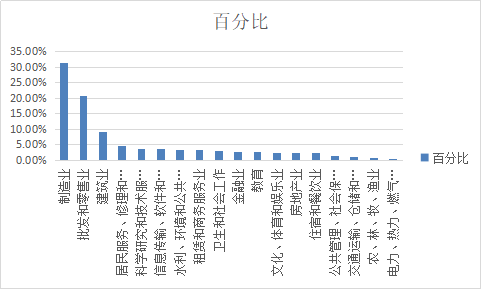 百分比
35.00%
30.00%
25.00%
20.00%
15.00%
10.00%
5.00%
0.00%
制造业
批发和零售业
建筑业
居民服务、修理和…
科学研究和技术服…
信息传输、软件和…
水利、环境和公共…
租赁和商务服务业
卫生和社会工作
金融业
教育
文化、体育和娱乐业
房地产业
住宿和餐饮业
公共管理、社会保…
交通运输、仓储和…
农、林、牧、渔业
电力、热力、燃气…
百分比